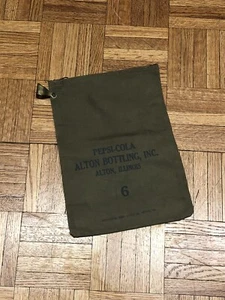 PEPSI-COLA
ALTON BOTTLING, INC.
ALTON, ILLINOIS
6